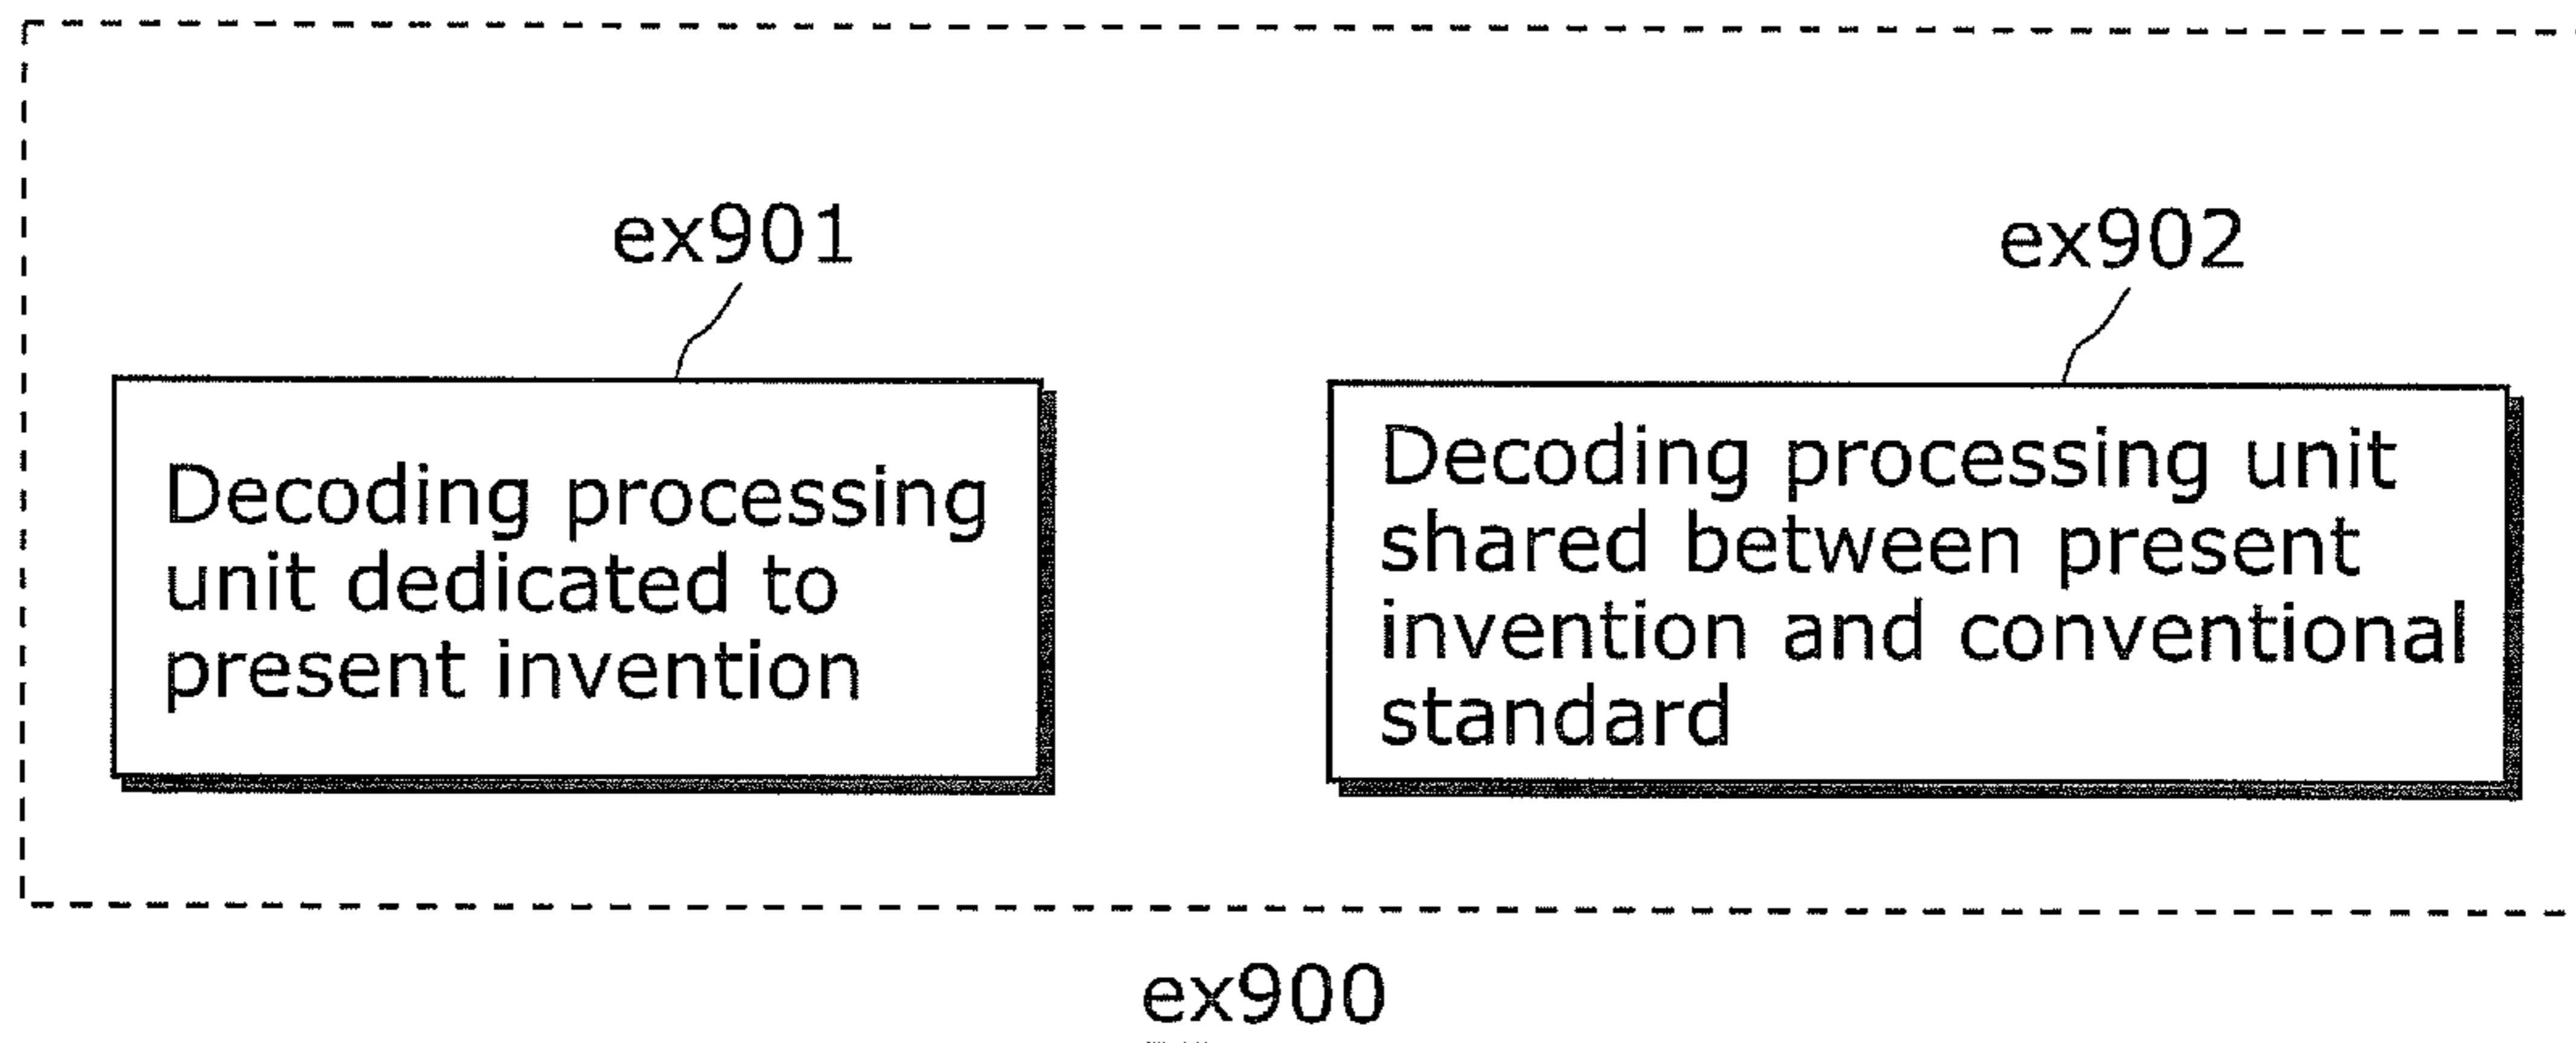 ex901
Decoding processing
unit dedicated to
present invention
ex902
Decoding processing unit
shared between present
invention and conventional
standard
ex900